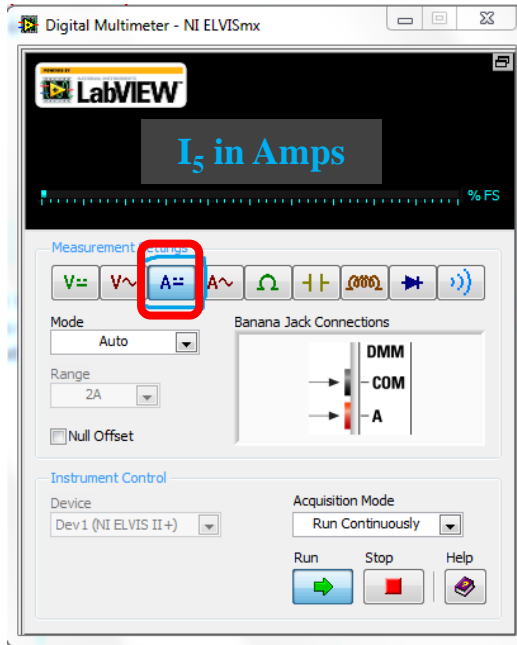 Digital Multimeter - NI ELVISmx
LabVIEW
I₅ in Amps
% FS
Measurement Settings
V= V~ A= A~ Ω
Mode
Auto
Banana Jack Connections
DMM
COM
A
Range
2A
Null Offset
Instrument Control
Device
Dev1 (NI ELVIS II+)
Acquisition Mode
Run Continuously
Run Stop Help